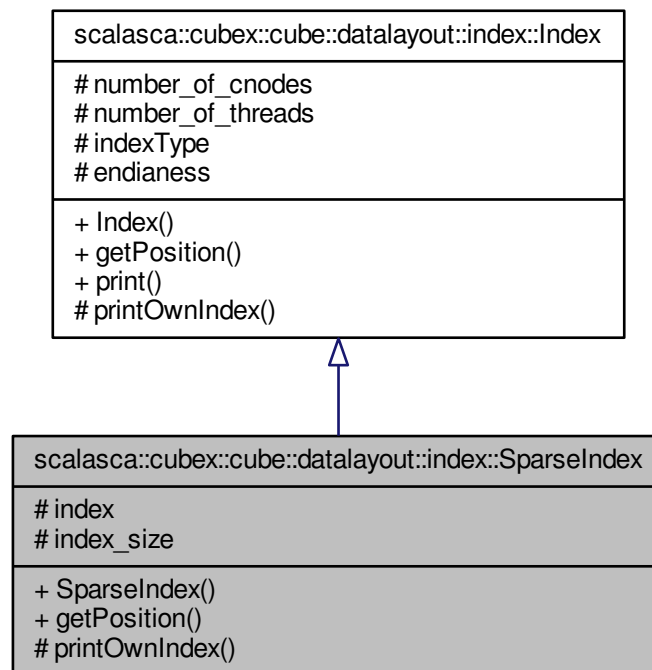 scalasca::cubex::cube::datalayout::index::Index
# number_of_cnodes
# number_of_threads
# indexType
# endianess
+ Index()
+ getPosition()
+ print()
# printOwnIndex()
scalasca::cubex::cube::datalayout::index::SparseIndex
# index
# index_size
+ SparseIndex()
+ getPosition()
# printOwnIndex()